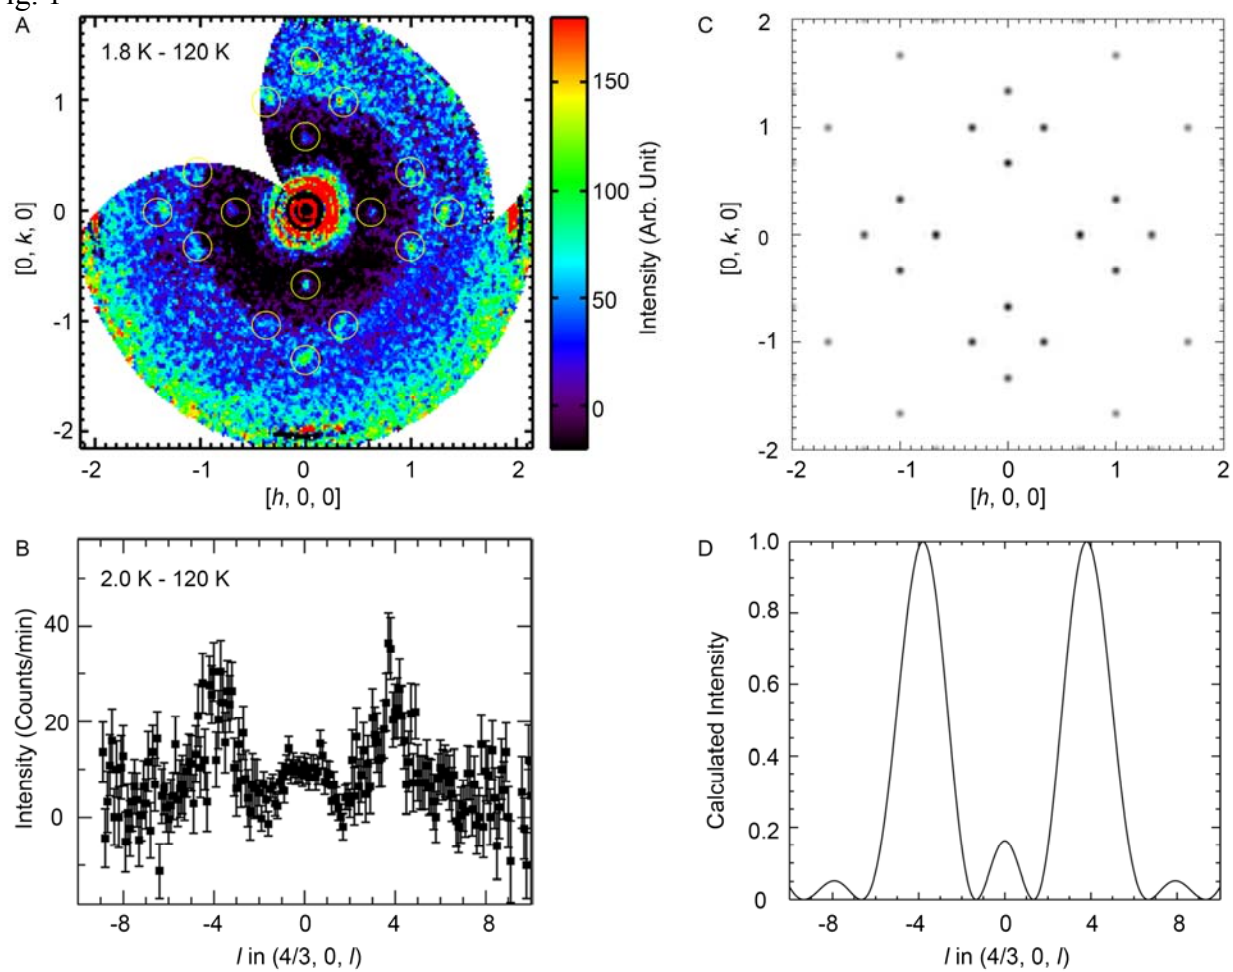 A
1.8 K - 120 K
150
100
50
0
Intensity (Arb. Unit)
1
0
-1
-2
[0, k, 0]
-2
-1
0
1
2
[h, 0, 0]
C
2
1
0
-1
-2
[0, k, 0]
-2
-1
0
1
2
[h, 0, 0]
B
2.0 K - 120 K
40
20
0
Intensity (Counts/min)
-8
-4
0
4
8
l in (4/3, 0, l)
D
1.0
0.8
0.6
0.4
0.2
0
Calculated Intensity
-8
-4
0
4
8
l in (4/3, 0, l)